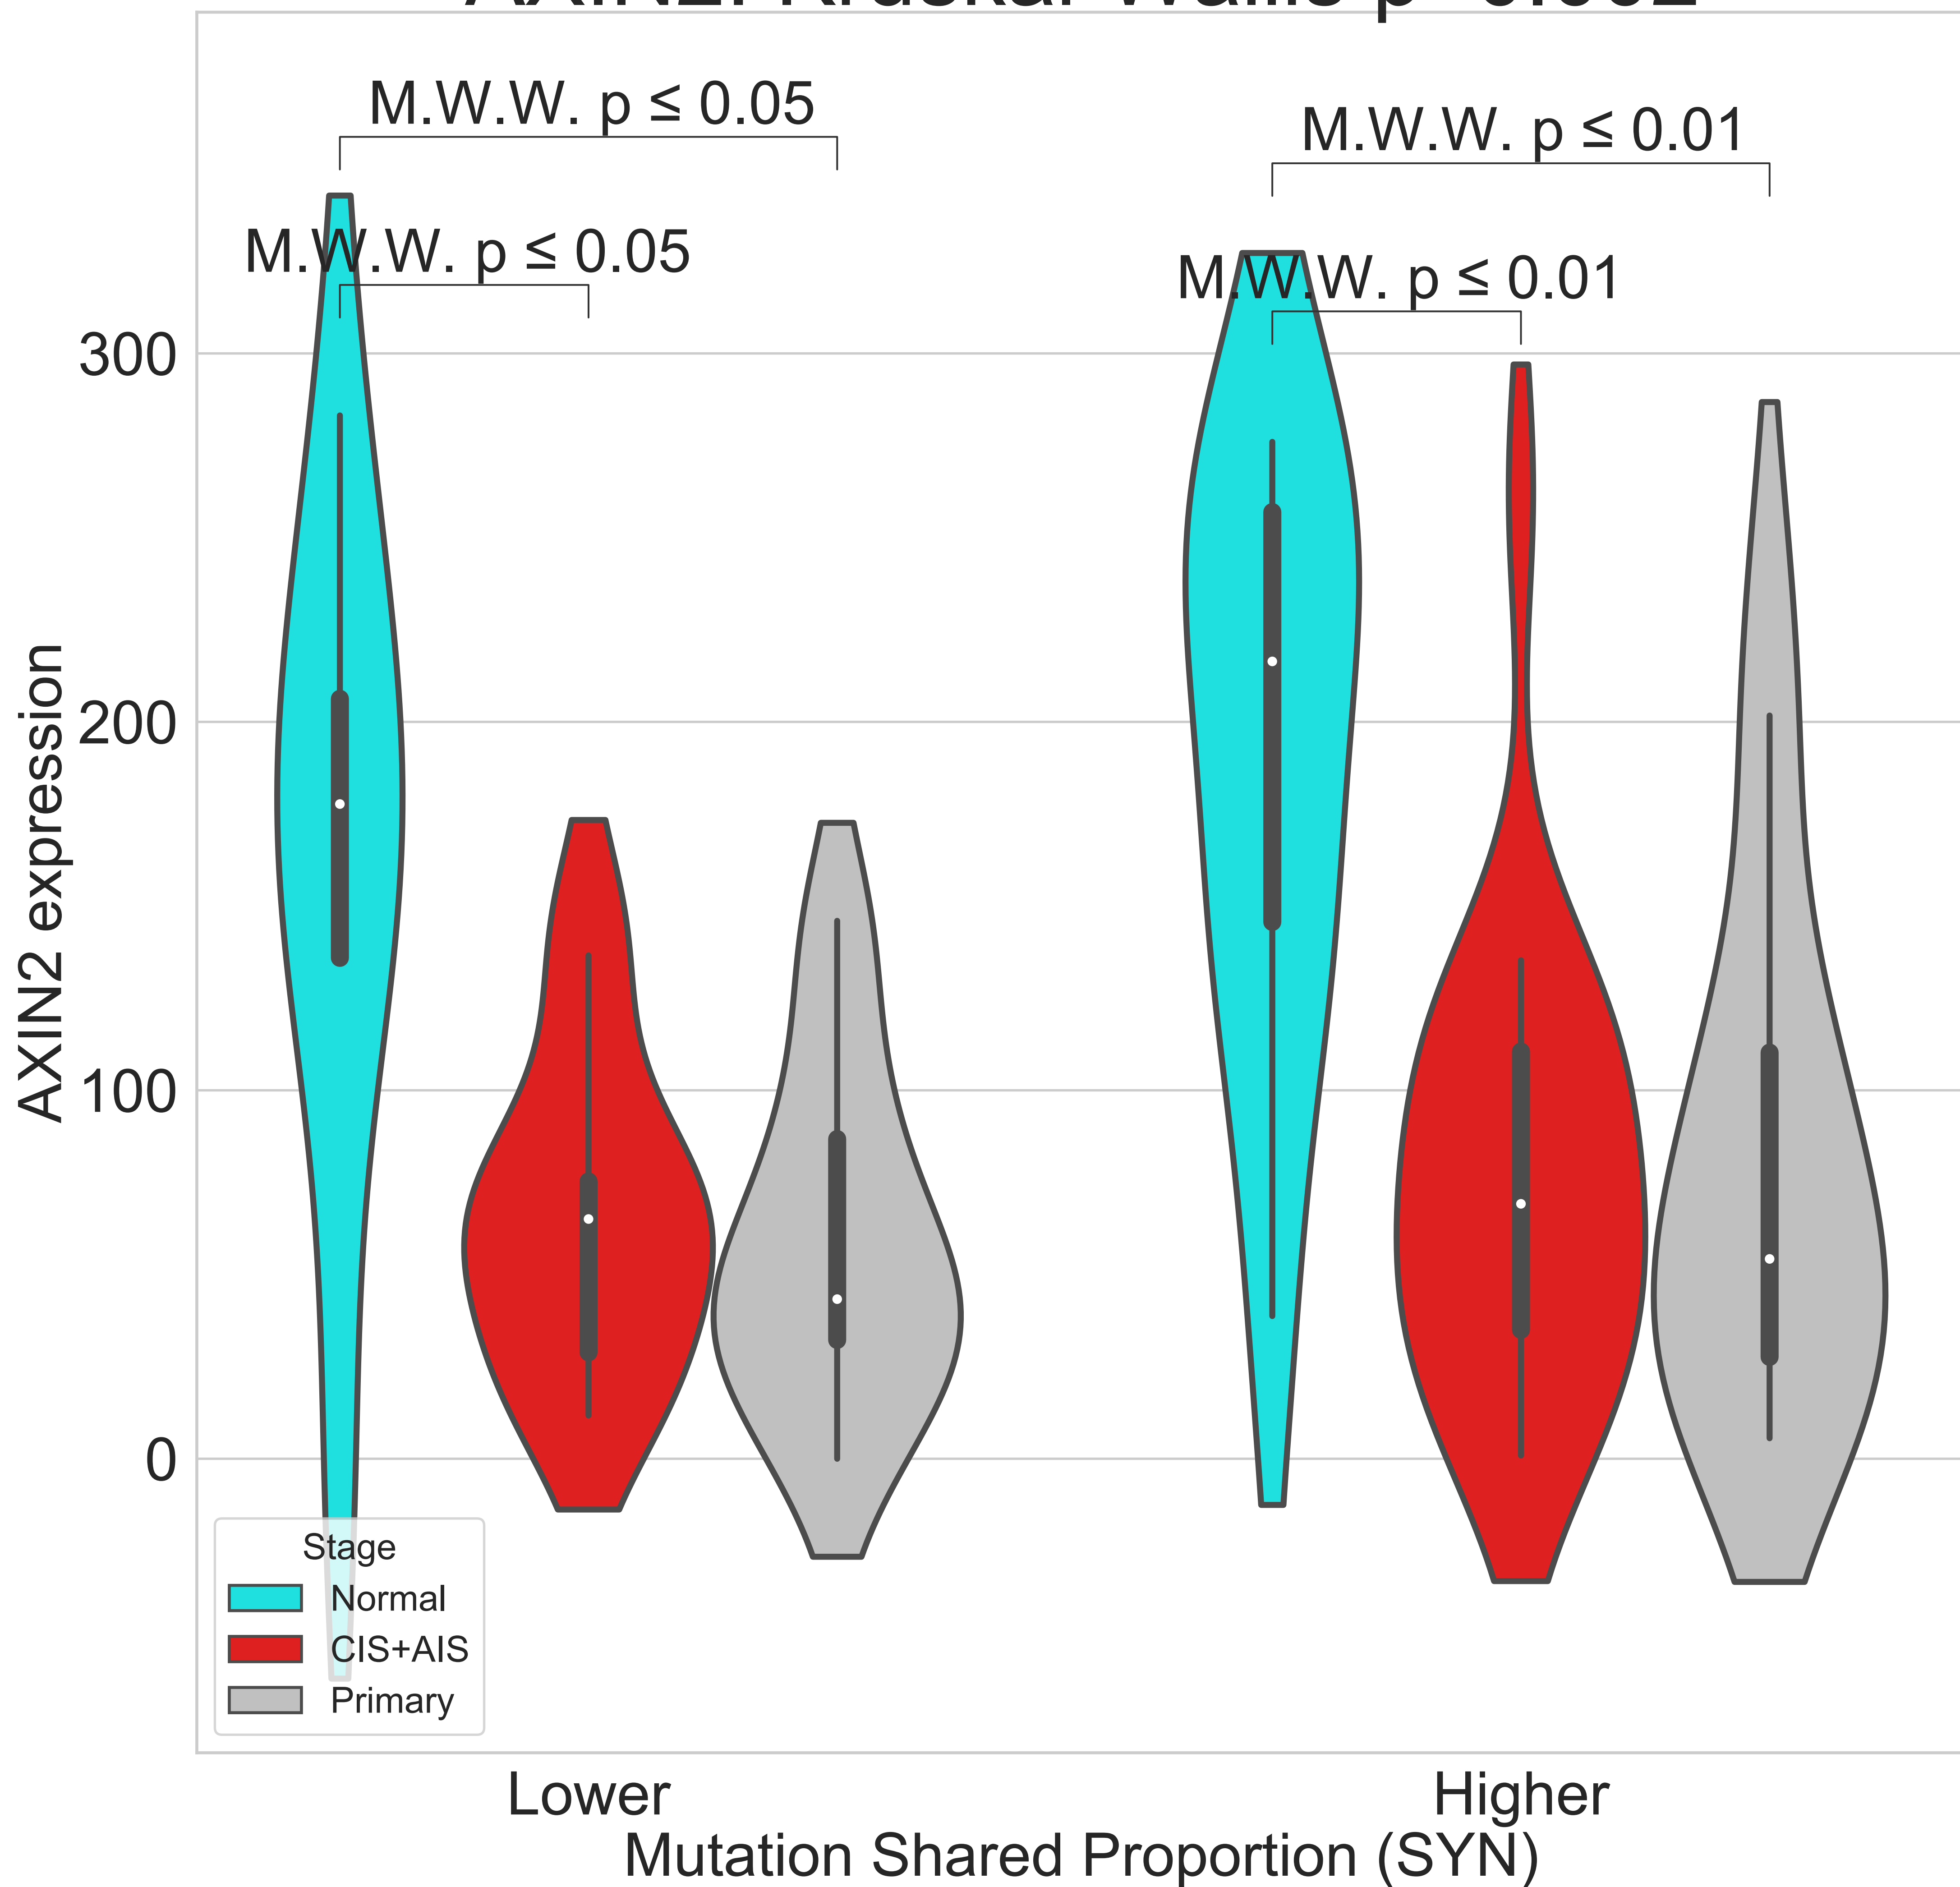 M.W.W. p ≤ 0.05
M.W.W. p ≤ 0.01
M.W.W. p ≤ 0.05
M.W.W. p ≤ 0.01
300
200
100
0
AXIN2 expression
Stage
Normal
CIS+AIS
Primary
Lower
Higher
Mutation Shared Proportion (SYN)